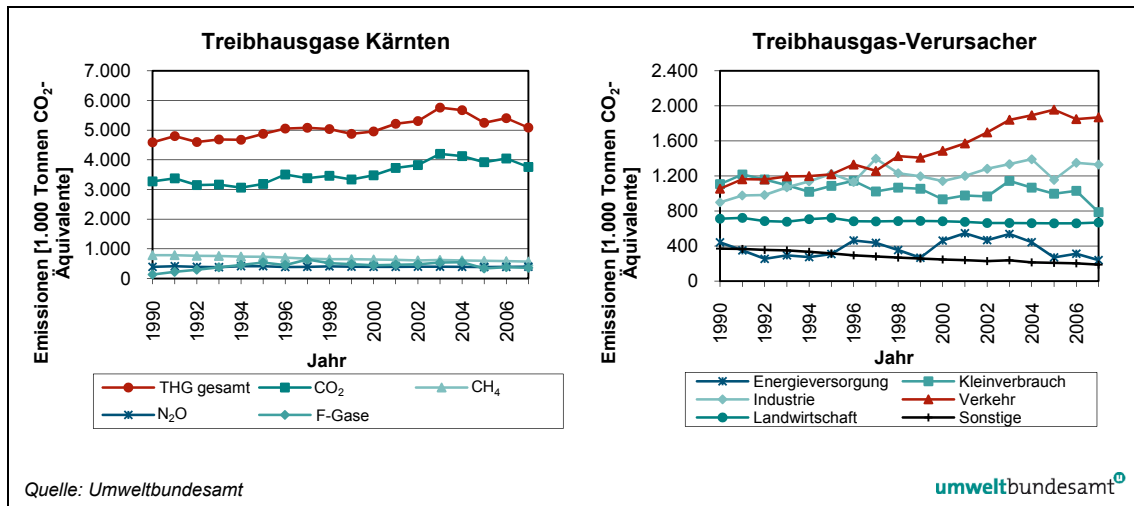 Treibhausgase Kärnten
Emissionen [1.000 Tonnen CO₂-
Äquivalente]
7.000
6.000
5.000
4.000
3.000
2.000
1.000
0
1990
1992
1994
1996
1998
2000
2002
2004
2006
Jahr
THG gesamt
CO₂
CH₄
N₂O
F-Gase
Treibhausgas-Verursacher
Emissionen [1.000 Tonnen CO₂-
Äquivalente]
2.400
2.000
1.600
1.200
800
400
0
1990
1992
1994
1996
1998
2000
2002
2004
2006
Jahr
Energieversorgung
Kleinverbrauch
Industrie
Verkehr
Landwirtschaft
Sonstige
Quelle: Umweltbundesamt
umweltbundesamt
u